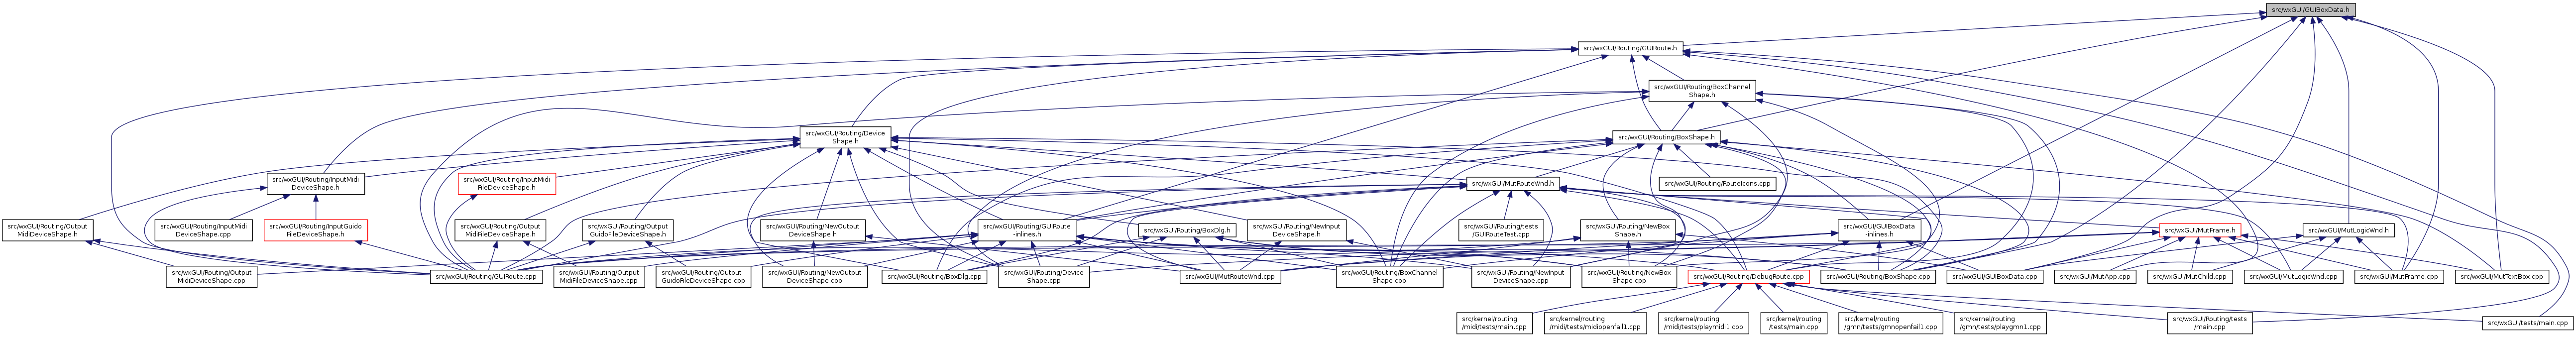 src/wxGUI/GUIBoxData.h
src/wxGUI/Routing/GUIRoute.h
src/wxGUI/Routing/BoxChannel
Shape.h
src/wxGUI/Routing/Device
Shape.h
src/wxGUI/Routing/BoxShape.h
src/wxGUI/Routing/InputMidi
DeviceShape.h
src/wxGUI/Routing/InputMidi
FileDeviceShape.h
src/wxGUI/MutRouteWnd.h
src/wxGUI/Routing/RouteIcons.cpp
src/wxGUI/Routing/Output
MidiDeviceShape.h
src/wxGUI/Routing/InputMidi
DeviceShape.cpp
src/wxGUI/Routing/InputGuido
FileDeviceShape.h
src/wxGUI/Routing/Output
MidiFileDeviceShape.h
src/wxGUI/Routing/Output
GuidoFileDeviceShape.h
src/wxGUI/Routing/NewOutput
DeviceShape.h
src/wxGUI/Routing/GUIRoute
-inlines.h
src/wxGUI/Routing/BoxDlg.h
src/wxGUI/Routing/NewInput
DeviceShape.h
src/wxGUI/Routing/tests
/GUIRouteTest.cpp
src/wxGUI/Routing/NewBox
Shape.h
src/wxGUI/GUIBoxData
-inlines.h
src/wxGUI/MutFrame.h
src/wxGUI/MutLogicWnd.h
src/wxGUI/Routing/Output
MidiDeviceShape.cpp
src/wxGUI/Routing/GUIRoute.cpp
src/wxGUI/Routing/Output
MidiFileDeviceShape.cpp
src/wxGUI/Routing/Output
GuidoFileDeviceShape.cpp
src/wxGUI/Routing/NewOutput
DeviceShape.cpp
src/wxGUI/Routing/BoxDlg.cpp
src/wxGUI/Routing/Device
Shape.cpp
src/wxGUI/MutRouteWnd.cpp
src/wxGUI/Routing/BoxChannel
Shape.cpp
src/wxGUI/Routing/NewInput
DeviceShape.cpp
src/wxGUI/Routing/NewBox
Shape.cpp
src/wxGUI/Routing/DebugRoute.cpp
src/wxGUI/Routing/BoxShape.cpp
src/wxGUI/GUIBoxData.cpp
src/wxGUI/MutApp.cpp
src/wxGUI/MutChild.cpp
src/wxGUI/MutLogicWnd.cpp
src/wxGUI/MutFrame.cpp
src/wxGUI/MutTextBox.cpp
src/kernel/routing
/midi/tests/main.cpp
src/kernel/routing
/midi/tests/midiopenfail1.cpp
src/kernel/routing
/midi/tests/playmidi1.cpp
src/kernel/routing
/tests/main.cpp
src/kernel/routing
/gmn/tests/gmnopenfail1.cpp
src/kernel/routing
/gmn/tests/playgmn1.cpp
src/wxGUI/Routing/tests
/main.cpp
src/wxGUI/tests/main.cpp